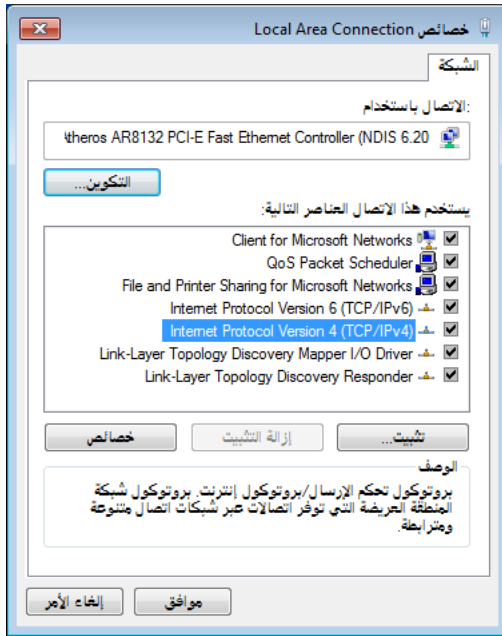 خصائص Local Area Connection
الشبكة
الاتصال باستخدام:
Atheros AR8132 PCI-E Fast Ethernet Controller (NDIS 6.20
التكوين...
يستخدم هذا الاتصال العناصر التالية:
Client for Microsoft Networks
QoS Packet Scheduler
File and Printer Sharing for Microsoft Networks
Internet Protocol Version 6 (TCP/IPv6)
Internet Protocol Version 4 (TCP/IPv4)
Link-Layer Topology Discovery Mapper I/O Driver
Link-Layer Topology Discovery Responder
تثبيت... إزالة التثبيت خصائص
الوصف
بروتوكول تحكم الإرسال/بروتوكول إنترنت. بروتوكول شبكة
المنطقة العريضة التي توفر اتصالات عبر شبكات اتصال متنوعة
ومترابطة.
موافق إلغاء الأمر